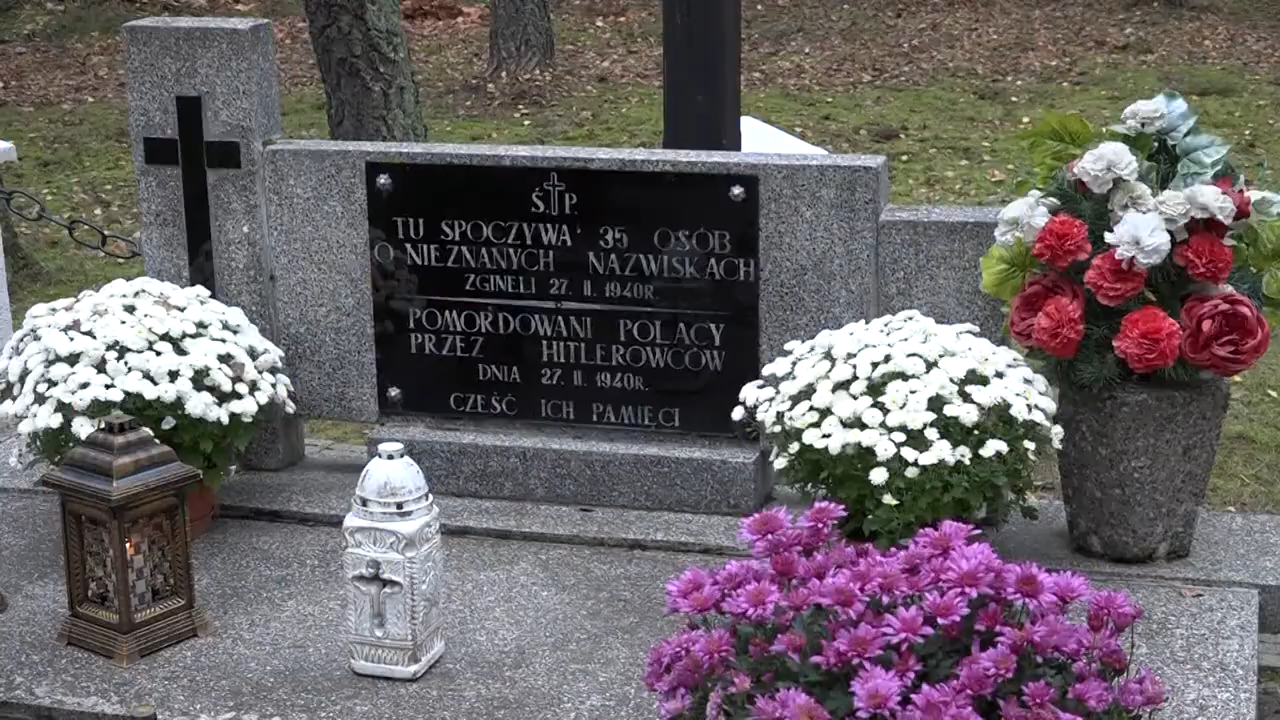 Ś.P.
TU SPOCZYWA 35 OSÓB
O NIEZNANYCH NAZWISKACH
ZGINELI 27. II. 1940R.
POMORDOWANI POLACY
PRZEZ HITLEROWCÓW
DNIA 27. II. 1940R.
CZEŚĆ ICH PAMIĘCI